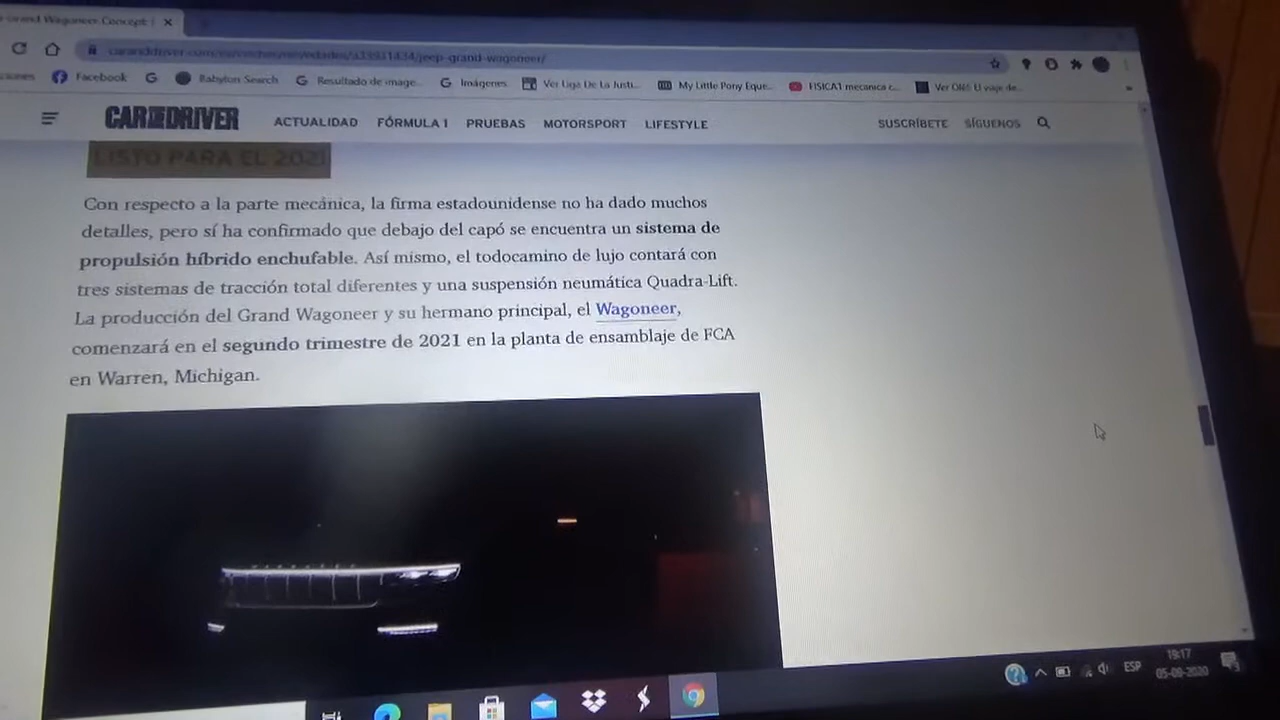 Grand Wagoneer Concept
caranddriver.com/es/coches/novedades/a33931434/jeep-grand-wagoneer/
Facebook
Babylon Search
Resultado de image...
Imágenes
Ver Liga De La Justi...
My Little Pony Eque...
FISICA1 mecanica c...
»
CAR AND DRIVER
ACTUALIDAD FÓRMULA 1 PRUEBAS MOTORSPORT LIFESTYLE
SUSCRÍBETE SÍGUENOS
LISTO PARA EL 2021
Con respecto a la parte mecánica, la firma estadounidense no ha dado muchos
detalles, pero sí ha confirmado que debajo del capó se encuentra un sistema de
propulsión híbrido enchufable. Así mismo, el todocamino de lujo contará con
tres sistemas de tracción total diferentes y una suspensión neumática Quadra-Lift.
La producción del Grand Wagoneer y su hermano principal, el Wagoneer,
comenzará en el segundo trimestre de 2021 en la planta de ensamblaje de FCA
en Warren, Michigan.
ESP
19:17
05-09-2020